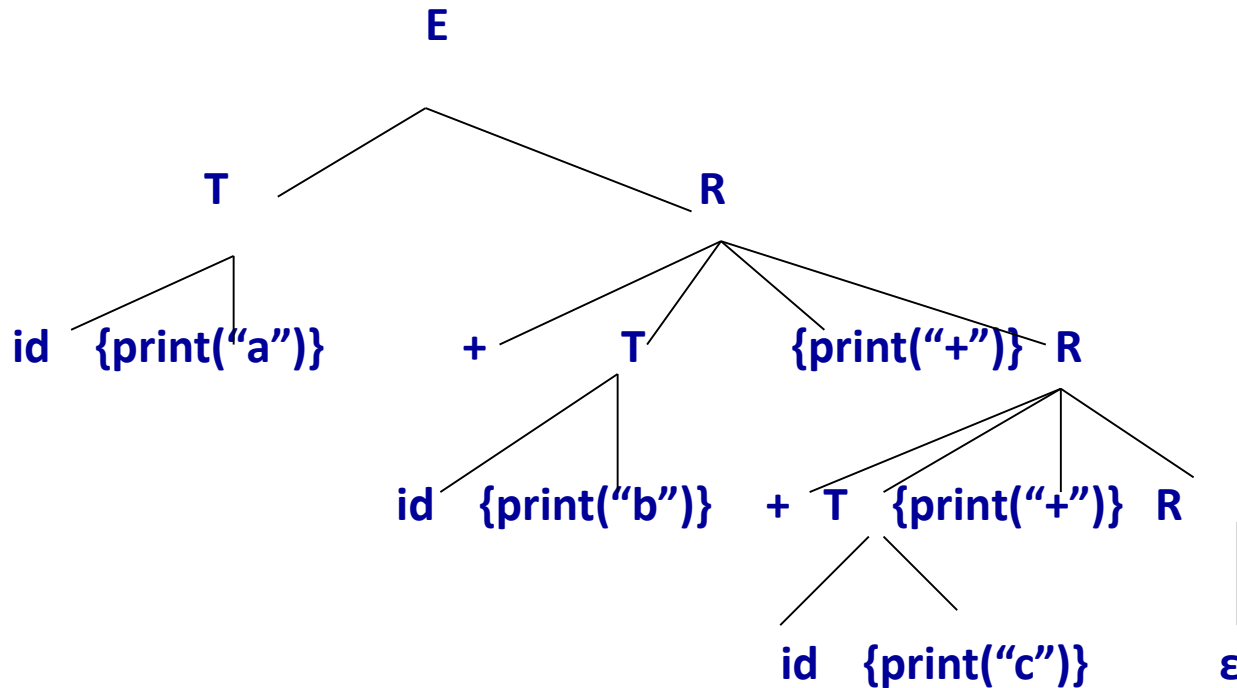 E
T R
id {print(“a”)} + T {print(“+”)} R
id {print(“b”)} + T {print(“+”)} R
id {print(“c”)} ε